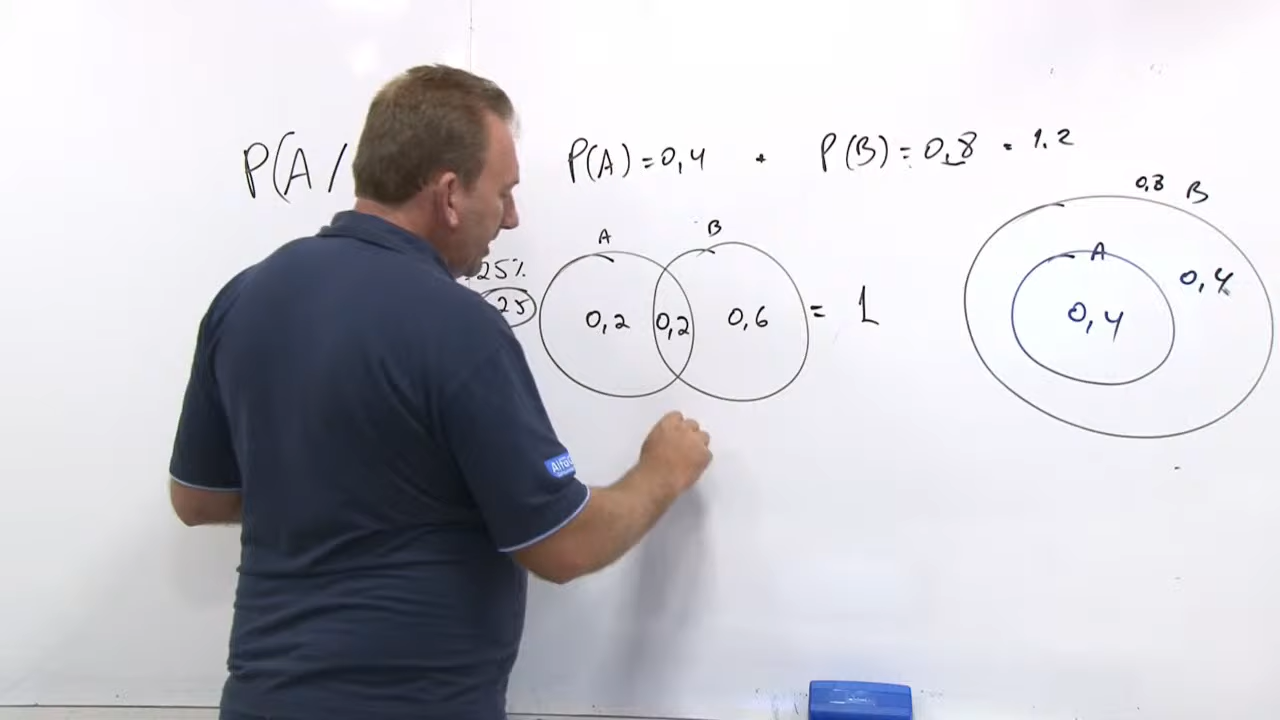 P(A/
P(A)=0,4 + P(B)=0,8 = 1.2
25%
25
A
B
0,2
0,2
0,6
= 1
0,8 B
A
0,4
0,4